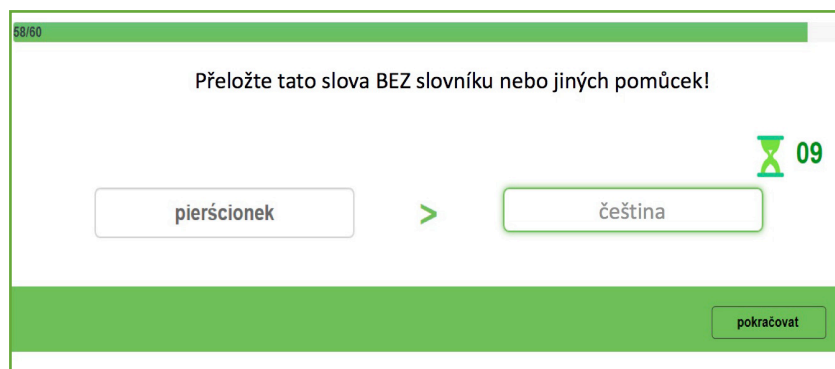 58/60
Přeložte tato slova BEZ slovníku nebo jiných pomůcek!
09
pierścionek > čeština
pokračovat